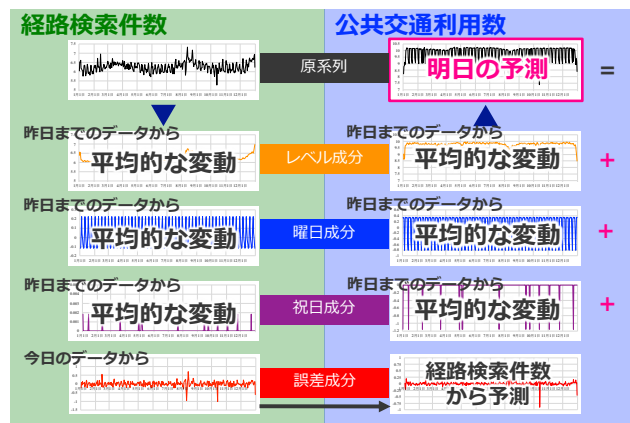 経路検索件数 公共交通利用数
原系列
明日の予測
=
昨日までのデータから
平均的な変動
レベル成分
昨日までのデータから
平均的な変動
+
昨日までのデータから
平均的な変動
曜日成分
昨日までのデータから
平均的な変動
+
昨日までのデータから
平均的な変動
祝日成分
昨日までのデータから
平均的な変動
+
今日のデータから
誤差成分
経路検索件数
から予測